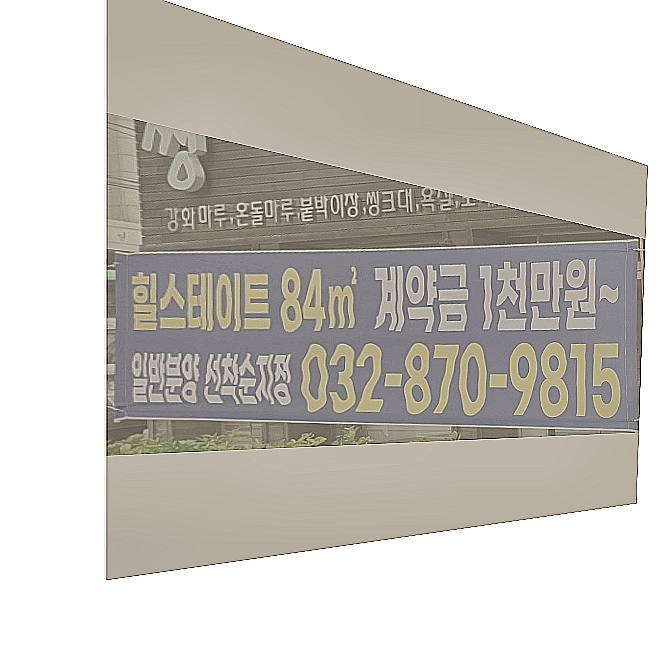 강화마루,온돌마루,붙박이장,씽크대,욕실,
힐스테이트 84㎡ 계약금 1천만원~
일반분양 선착순지정 032-870-9815